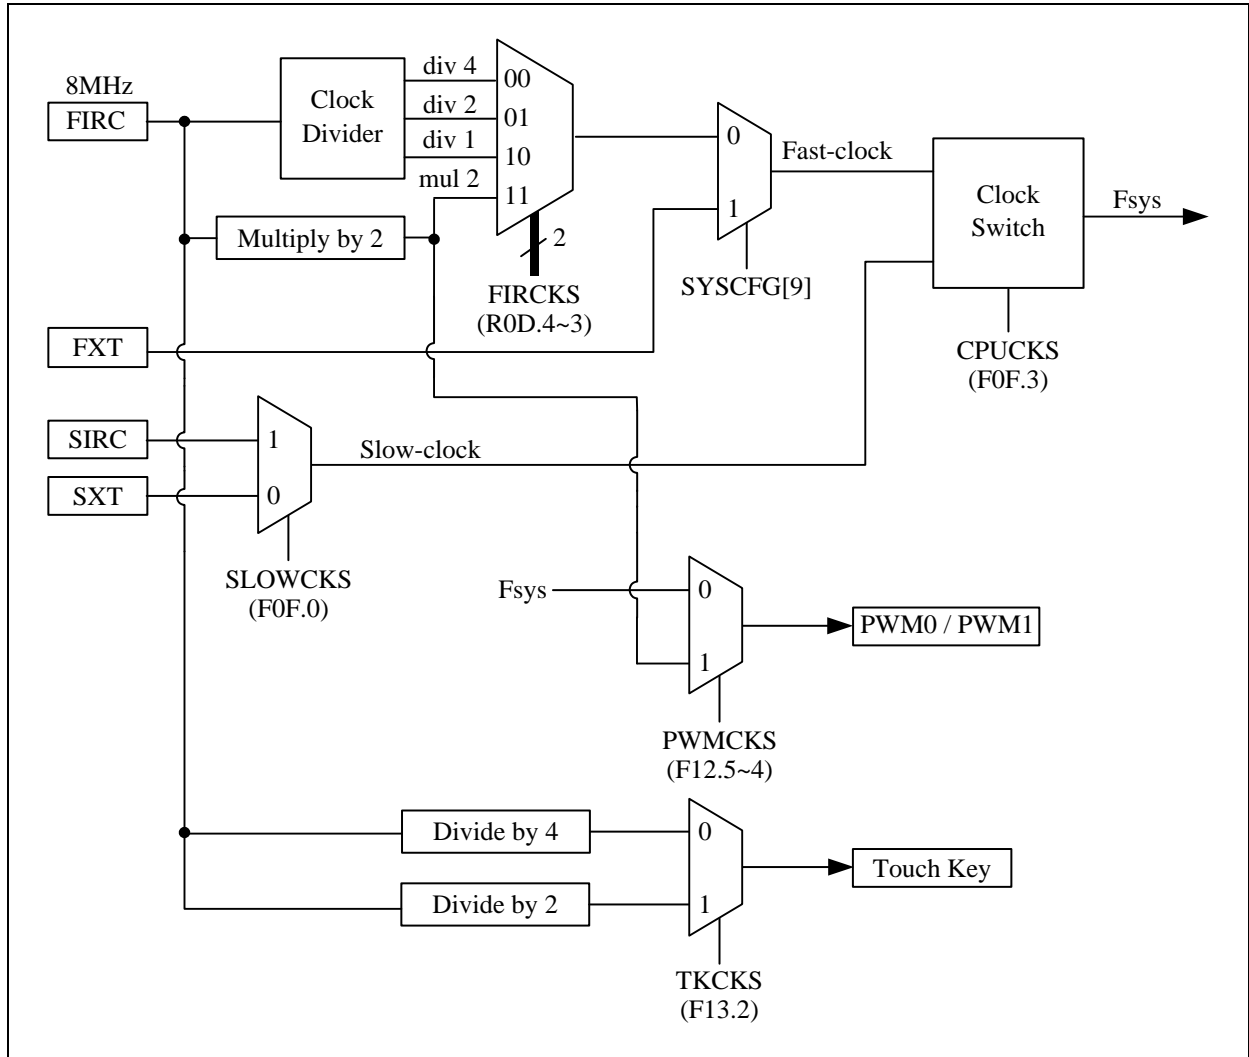 8MHz
FIRC
Clock
Divider
div 4
div 2
div 1
mul 2
00
01
10
11
Multiply by 2
2
FIRCKS
(R0D.4~3)
0
1
SYSCFG[9]
Fast-clock
Clock
Switch
Fsys
CPUCKS
(F0F.3)
FXT
SIRC
SXT
1
0
Slow-clock
SLOWCKS
(F0F.0)
Fsys
0
1
PWM0 / PWM1
PWMCKS
(F12.5~4)
Divide by 4
Divide by 2
0
1
Touch Key
TKCKS
(F13.2)